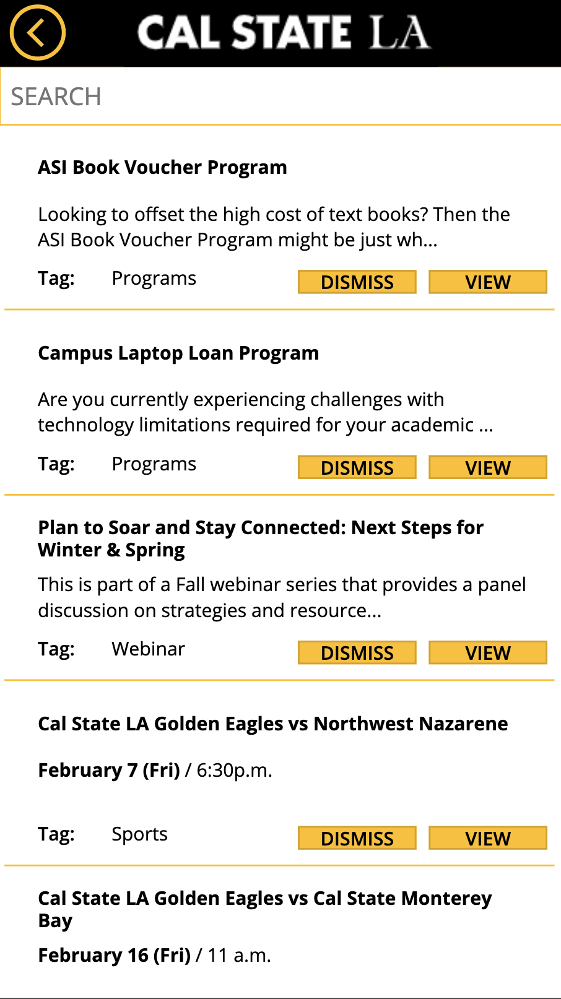 CAL STATE LA
SEARCH
ASI Book Voucher Program
Looking to offset the high cost of text books? Then the
ASI Book Voucher Program might be just wh...
Tag: Programs DISMISS VIEW
Campus Laptop Loan Program
Are you currently experiencing challenges with
technology limitations required for your academic ...
Tag: Programs DISMISS VIEW
Plan to Soar and Stay Connected: Next Steps for
Winter & Spring
This is part of a Fall webinar series that provides a panel
discussion on strategies and resource...
Tag: Webinar DISMISS VIEW
Cal State LA Golden Eagles vs Northwest Nazarene
February 7 (Fri) / 6:30p.m.
Tag: Sports DISMISS VIEW
Cal State LA Golden Eagles vs Cal State Monterey
Bay
February 16 (Fri) / 11 a.m.